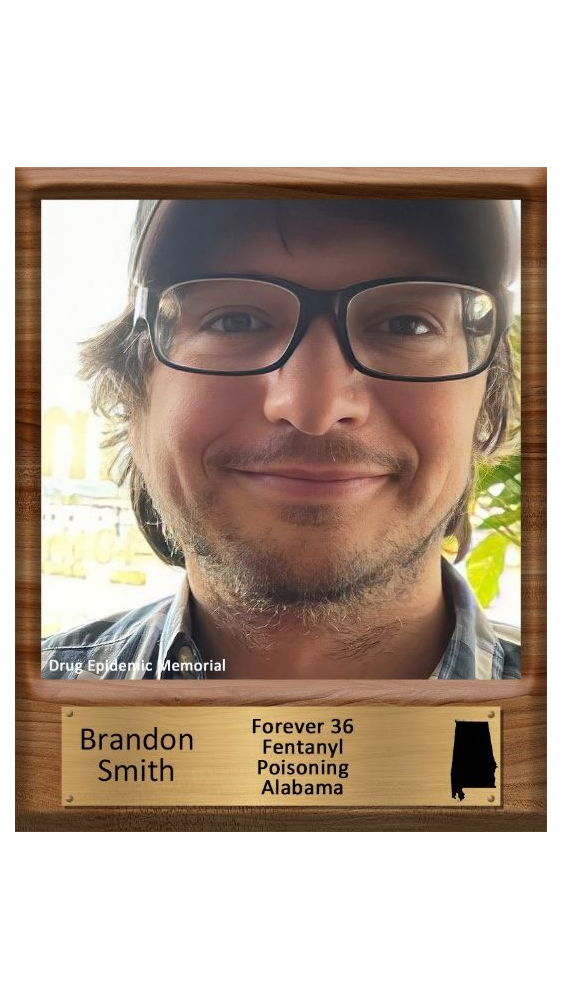 Drug Epidemic Memorial
Brandon
Smith
Forever 36
Fentanyl
Poisoning
Alabama